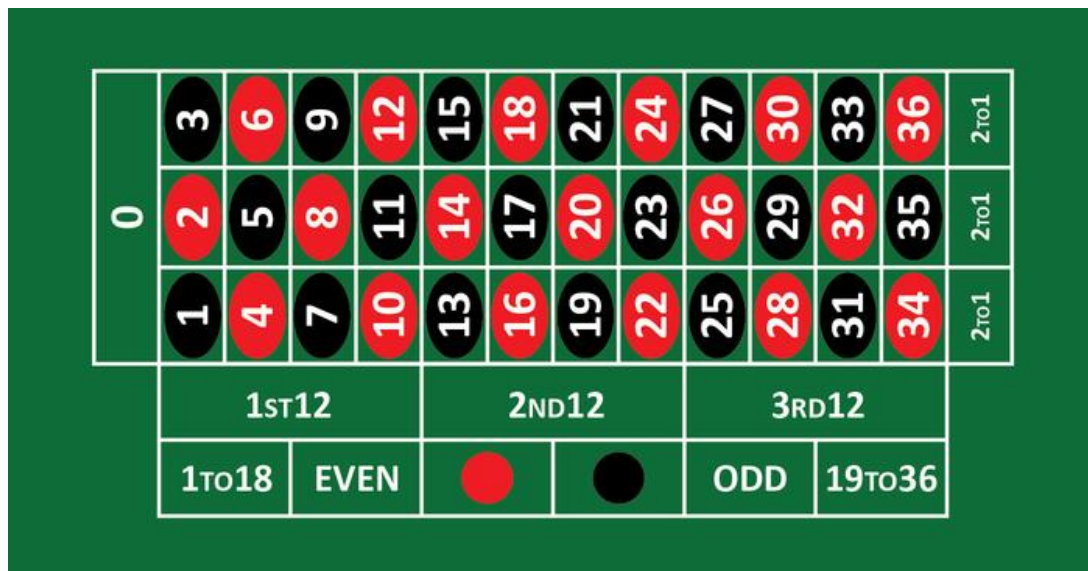 3 6 9 12 15 18 21 24 27 30 33 36 2TO1
0 2 5 8 11 14 17 20 23 26 29 32 35 2TO1
1 4 7 10 13 16 19 22 25 28 31 34 2TO1
1ST12 2ND12 3RD12
1TO18 EVEN ODD 19TO36